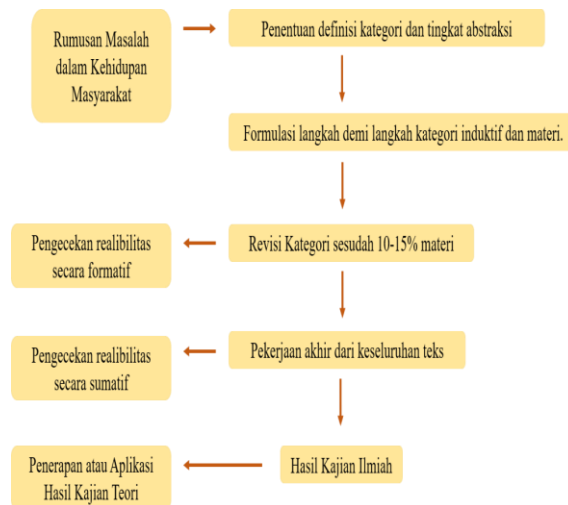 Rumusan Masalah
dalam Kehidupan
Masyarakat
Penentuan definisi kategori dan tingkat abstraksi
Formulasi langkah demi langkah kategori induktif dan materi.
Revisi Kategori sesudah 10-15% materi
Pengecekan realibilitas
secara formatif
Pekerjaan akhir dari keseluruhan teks
Pengecekan realibilitas
secara sumatif
Hasil Kajian Ilmiah
Penerapan atau Aplikasi
Hasil Kajian Teori